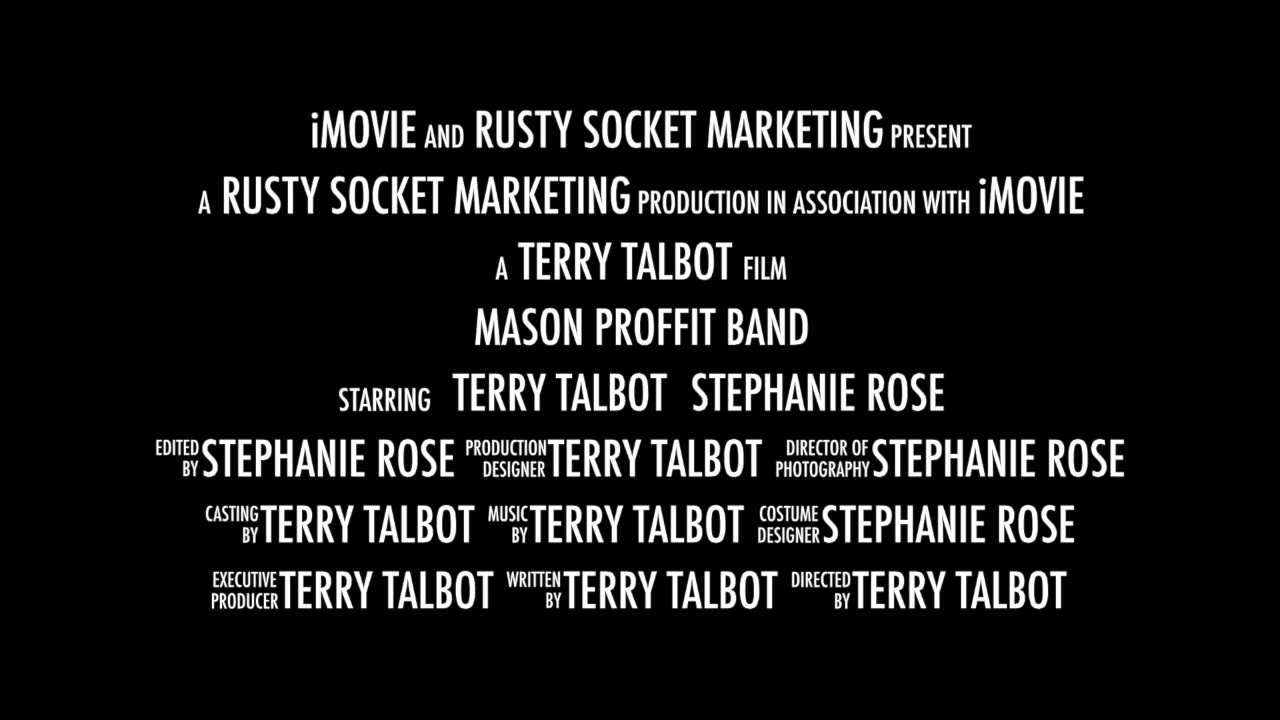 iMOVIE AND RUSTY SOCKET MARKETING PRESENT
A RUSTY SOCKET MARKETING PRODUCTION IN ASSOCIATION WITH iMOVIE
A TERRY TALBOT FILM
MASON PROFFIT BAND
STARRING TERRY TALBOT STEPHANIE ROSE
EDITED BY STEPHANIE ROSE PRODUCTION DESIGNER TERRY TALBOT DIRECTOR OF PHOTOGRAPHY STEPHANIE ROSE
CASTING BY TERRY TALBOT MUSIC BY TERRY TALBOT COSTUME DESIGNER STEPHANIE ROSE
EXECUTIVE PRODUCER TERRY TALBOT WRITTEN BY TERRY TALBOT DIRECTED BY TERRY TALBOT